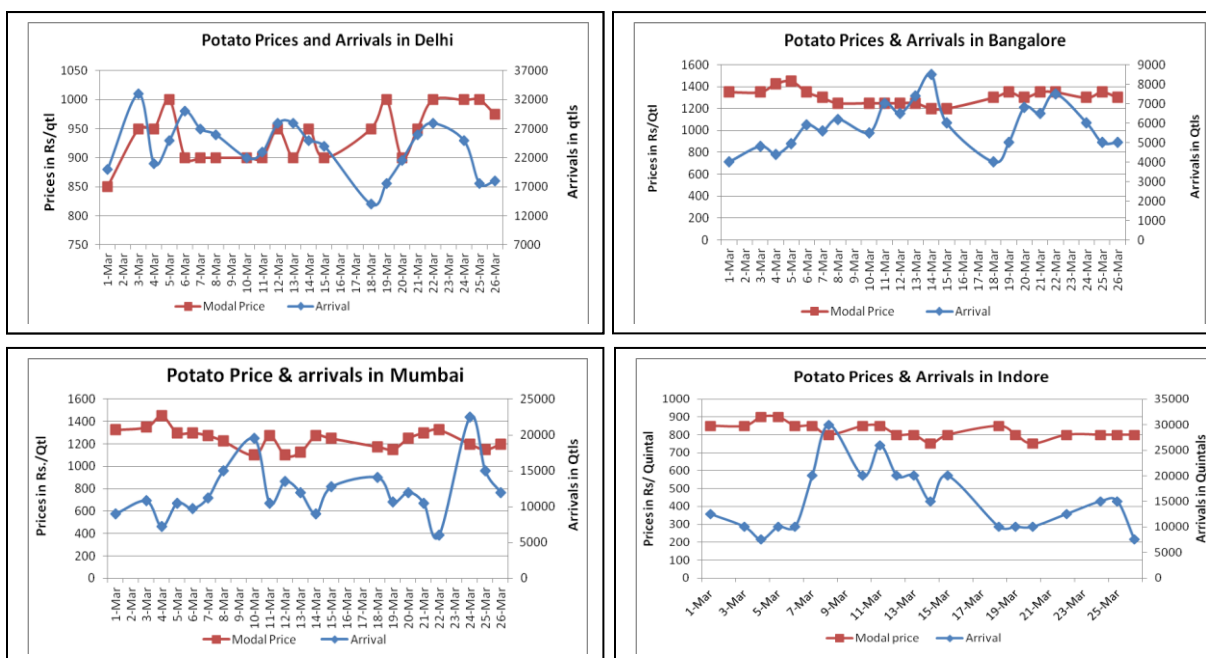 Potato Prices and Arrivals in Delhi
Prices in Rs/qtl
1050
1000
950
900
850
800
750
37000
32000
27000
22000
17000
12000
7000
Arrivals in qtls
1-Mar
2-Mar
3-Mar
4-Mar
5-Mar
6-Mar
7-Mar
8-Mar
9-Mar
10-Mar
11-Mar
12-Mar
13-Mar
14-Mar
15-Mar
16-Mar
17-Mar
18-Mar
19-Mar
20-Mar
21-Mar
22-Mar
23-Mar
24-Mar
25-Mar
26-Mar
Modal Price
Arrival
Potato Prices & Arrivals in Bangalore
Prices in Rs/Qtl
1600
1400
1200
1000
800
600
400
200
0
9000
8000
7000
6000
5000
4000
3000
2000
1000
0
Arrivals in Qtls
1-Mar
2-Mar
3-Mar
4-Mar
5-Mar
6-Mar
7-Mar
8-Mar
9-Mar
10-Mar
11-Mar
12-Mar
13-Mar
14-Mar
15-Mar
16-Mar
17-Mar
18-Mar
19-Mar
20-Mar
21-Mar
22-Mar
23-Mar
24-Mar
25-Mar
26-Mar
Modal Price
Arrival
Potato Price & arrivals in Mumbai
Prices in Rs,/Qtl
1600
1400
1200
1000
800
600
400
200
0
25000
20000
15000
10000
5000
0
Arrivals in Qtls
1-Mar
2-Mar
3-Mar
4-Mar
5-Mar
6-Mar
7-Mar
8-Mar
9-Mar
10-Mar
11-Mar
12-Mar
13-Mar
14-Mar
15-Mar
16-Mar
17-Mar
18-Mar
19-Mar
20-Mar
21-Mar
22-Mar
23-Mar
24-Mar
25-Mar
26-Mar
Modal Price
Arrival
Potato Prices & Arrivals in Indore
Prices in Rs/ Quintal
1000
900
800
700
600
500
400
300
200
100
0
35000
30000
25000
20000
15000
10000
5000
0
Arrivals in Quintals
1-Mar
3-Mar
5-Mar
7-Mar
9-Mar
11-Mar
13-Mar
15-Mar
17-Mar
19-Mar
21-Mar
23-Mar
25-Mar
Modal price
Arrival